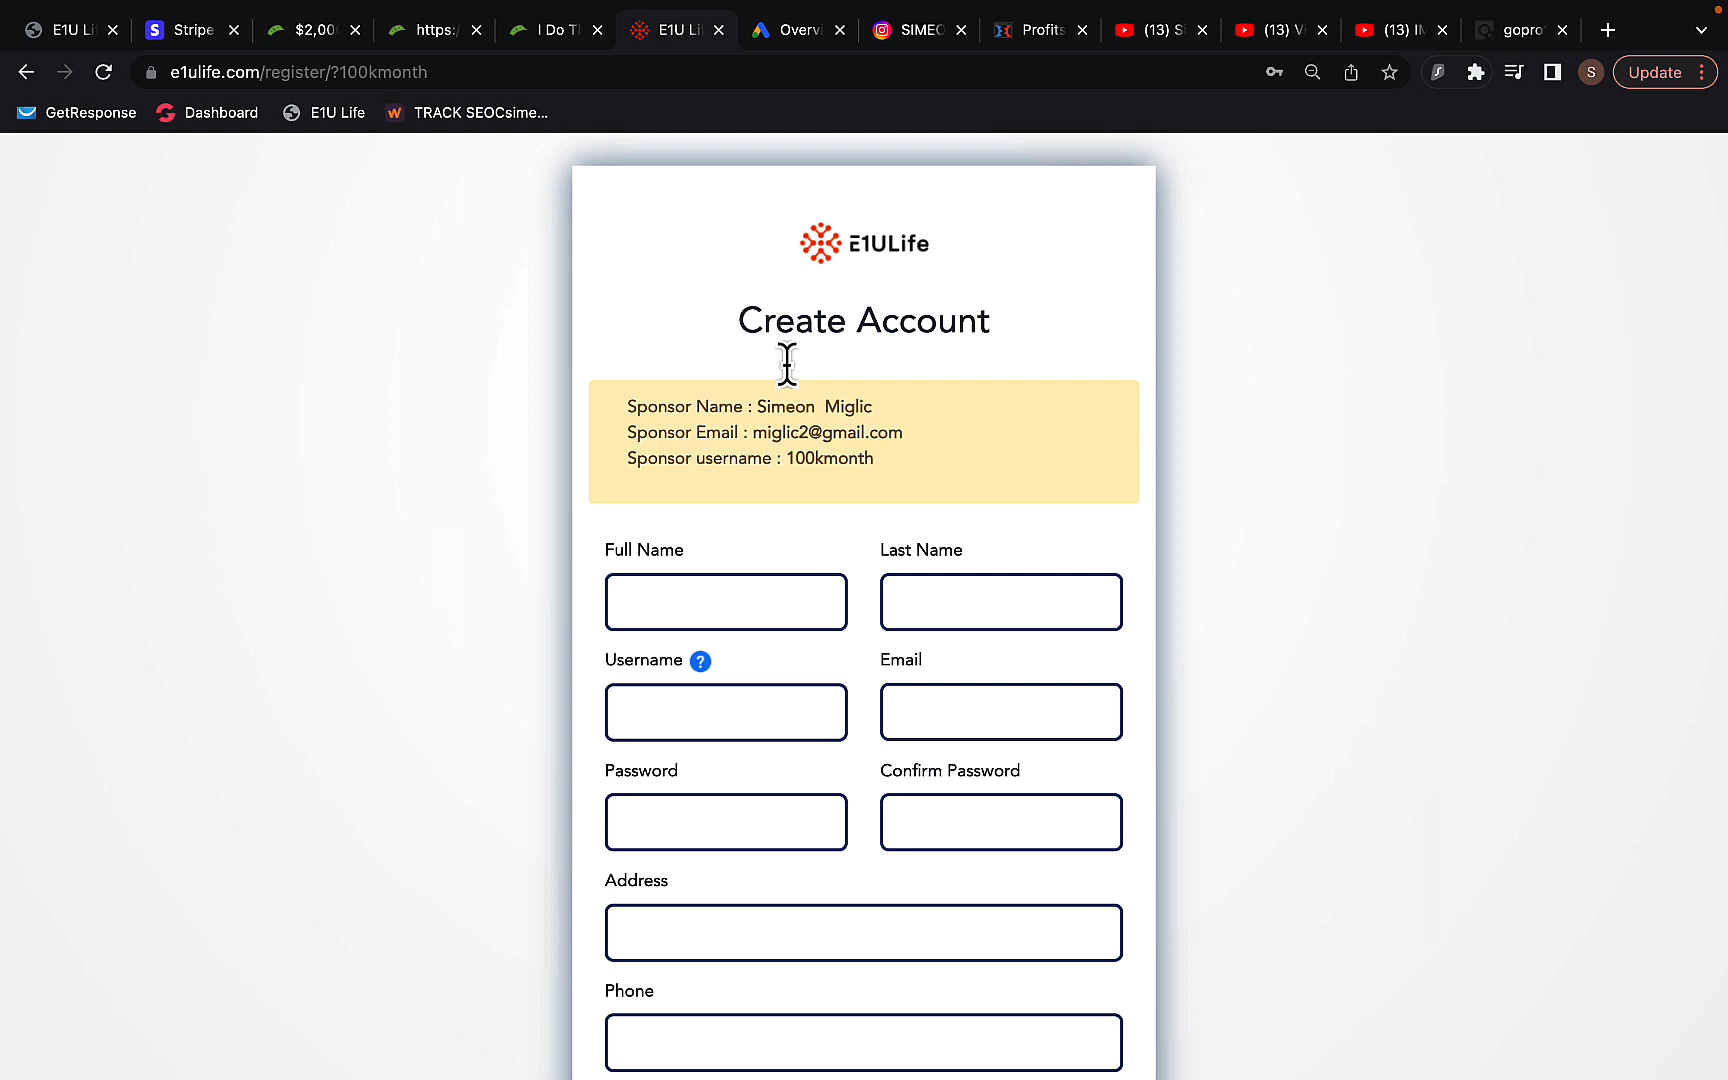 E1U Li
Stripe
$2,00
https:/
I Do T
E1U Li
Overvi
SIMEO
Profits
(13) S
(13) V
(13) I
gopro
e1ulife.com/register/?100kmonth
S
Update
GetResponse
Dashboard
E1U Life
w
TRACK SEOCsime...
E1ULife
Create Account
Sponsor Name : Simeon Miglic
Sponsor Email : miglic2@gmail.com
Sponsor username : 100kmonth
Full Name
Last Name
Username ?
Email
Password
Confirm Password
Address
Phone